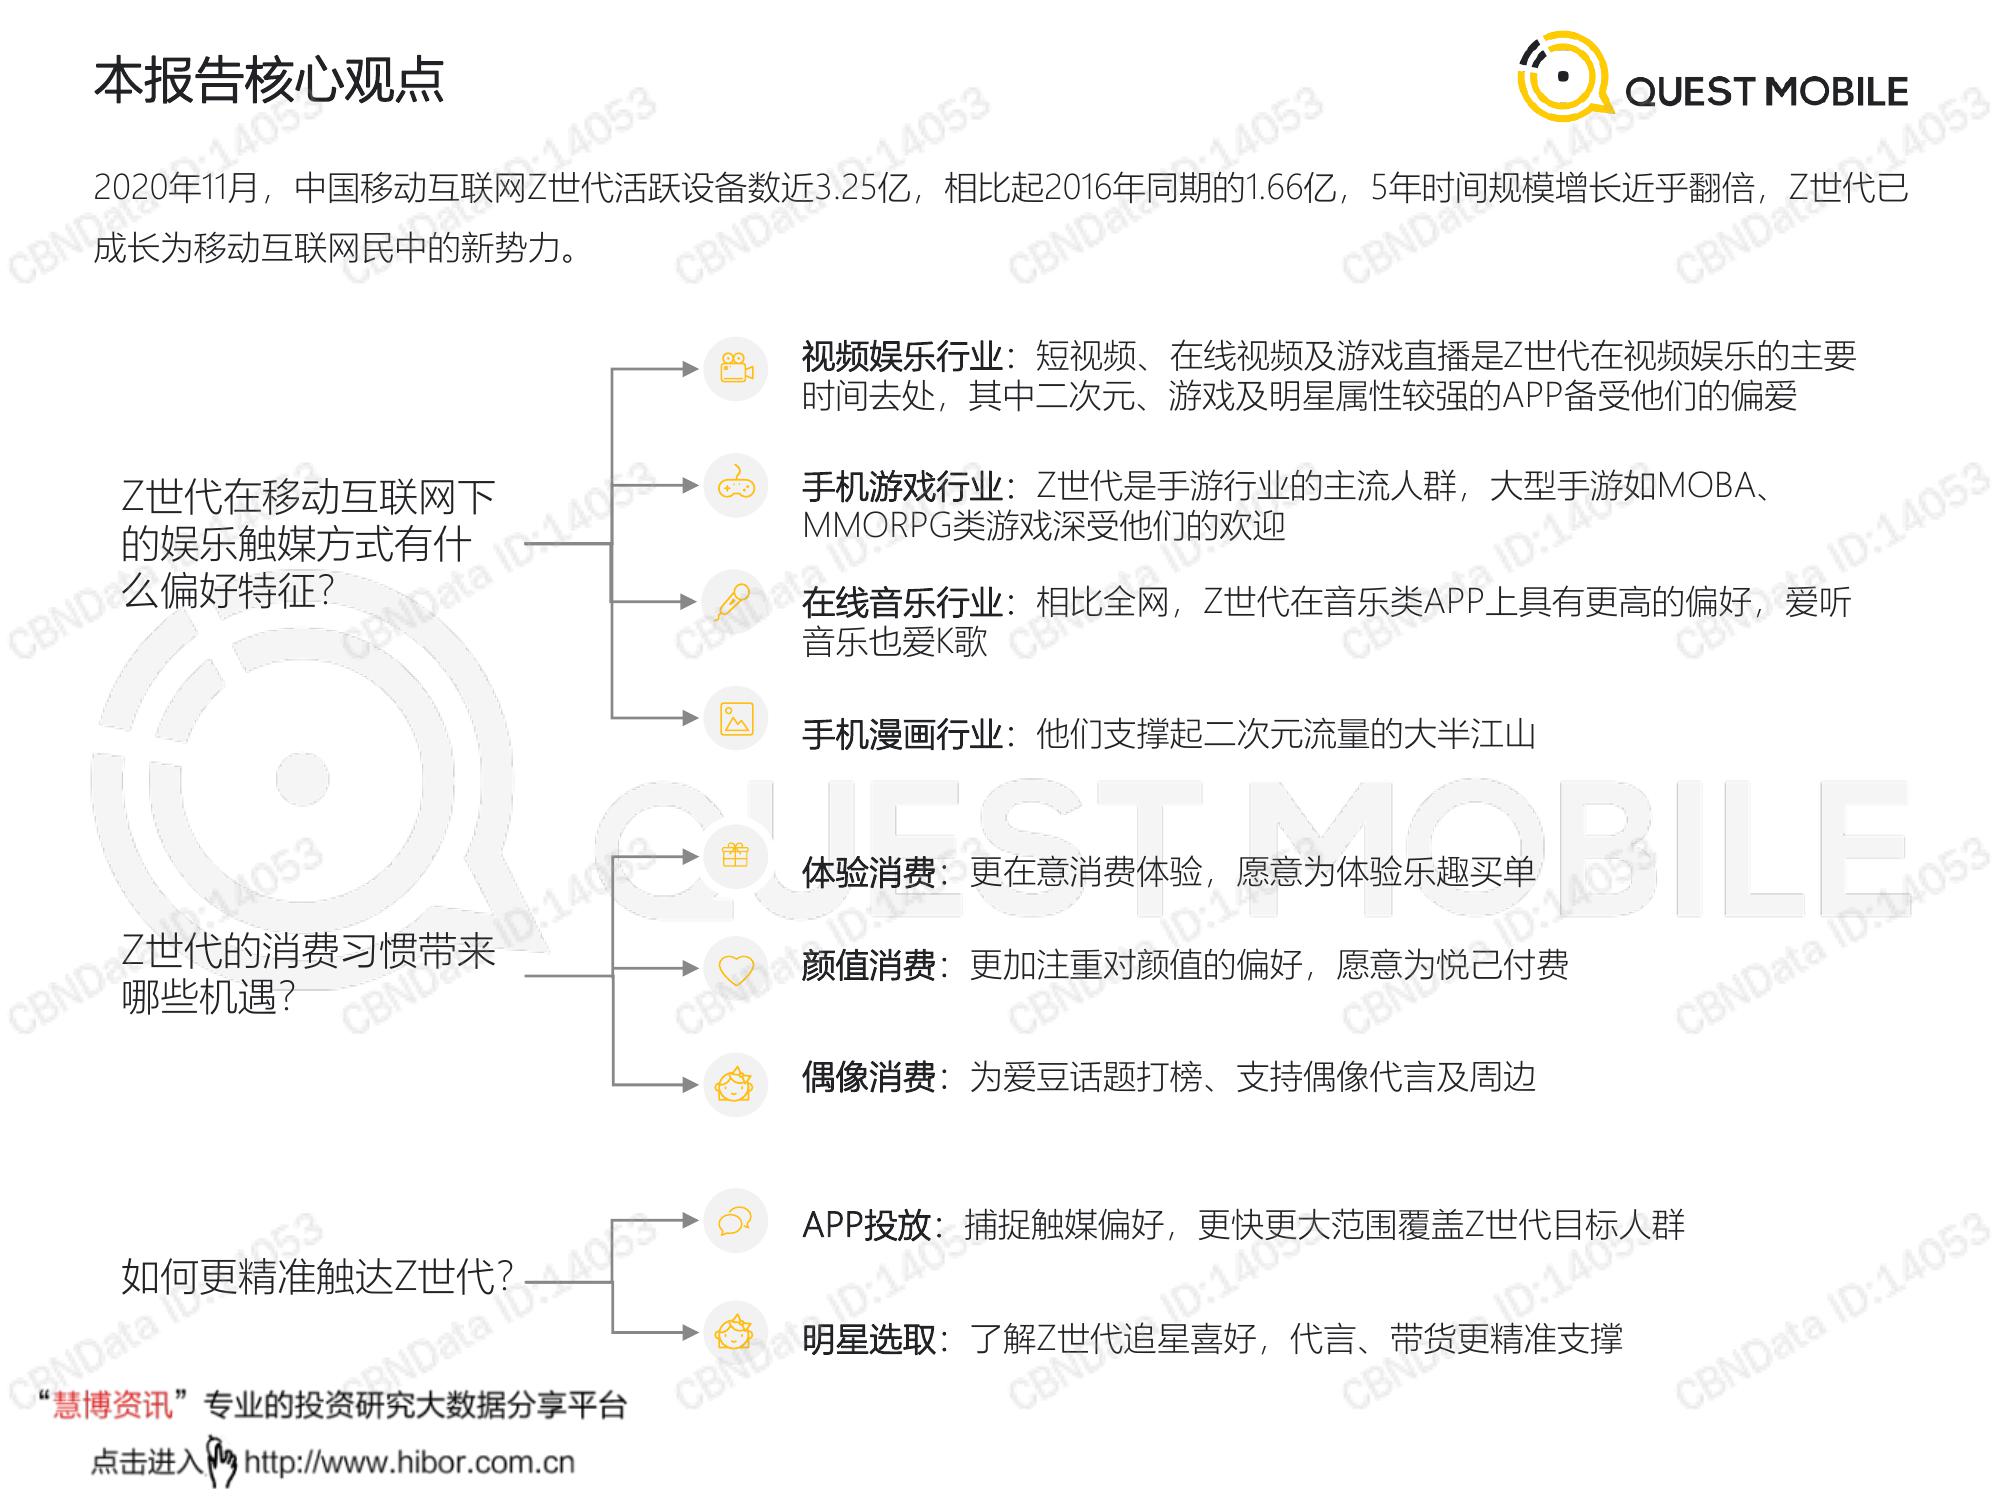 本报告核心观点
QUEST MOBILE
2020年11月，中国移动互联网Z世代活跃设备数近3.25亿，相比起2016年同期的1.66亿，5年时间规模增长近乎翻倍，Z世代已
成长为移动互联网民中的新势力。
Z世代在移动互联网下
的娱乐触媒方式有什
么偏好特征？
视频娱乐行业：短视频、在线视频及游戏直播是Z世代在视频娱乐的主要
时间去处，其中二次元、游戏及明星属性较强的APP备受他们的偏爱
手机游戏行业：Z世代是手游行业的主流人群，大型手游如MOBA、
MMORPG类游戏深受他们的欢迎
在线音乐行业：相比全网，Z世代在音乐类APP上具有更高的偏好，爱听
音乐也爱K歌
手机漫画行业：他们支撑起二次元流量的大半江山
QUEST MOBILE
Z世代的消费习惯带来
哪些机遇？
体验消费：更在意消费体验，愿意为体验乐趣买单
颜值消费：更加注重对颜值的偏好，愿意为悦己付费
偶像消费：为爱豆话题打榜、支持偶像代言及周边
如何更精准触达Z世代？
APP投放：捕捉触媒偏好，更快更大范围覆盖Z世代目标人群
明星选取：了解Z世代追星喜好，代言、带货更精准支撑
“慧博资讯”专业的投资研究大数据分享平台
点击进入http://www.hibor.com.cn
CBNData ID:14053